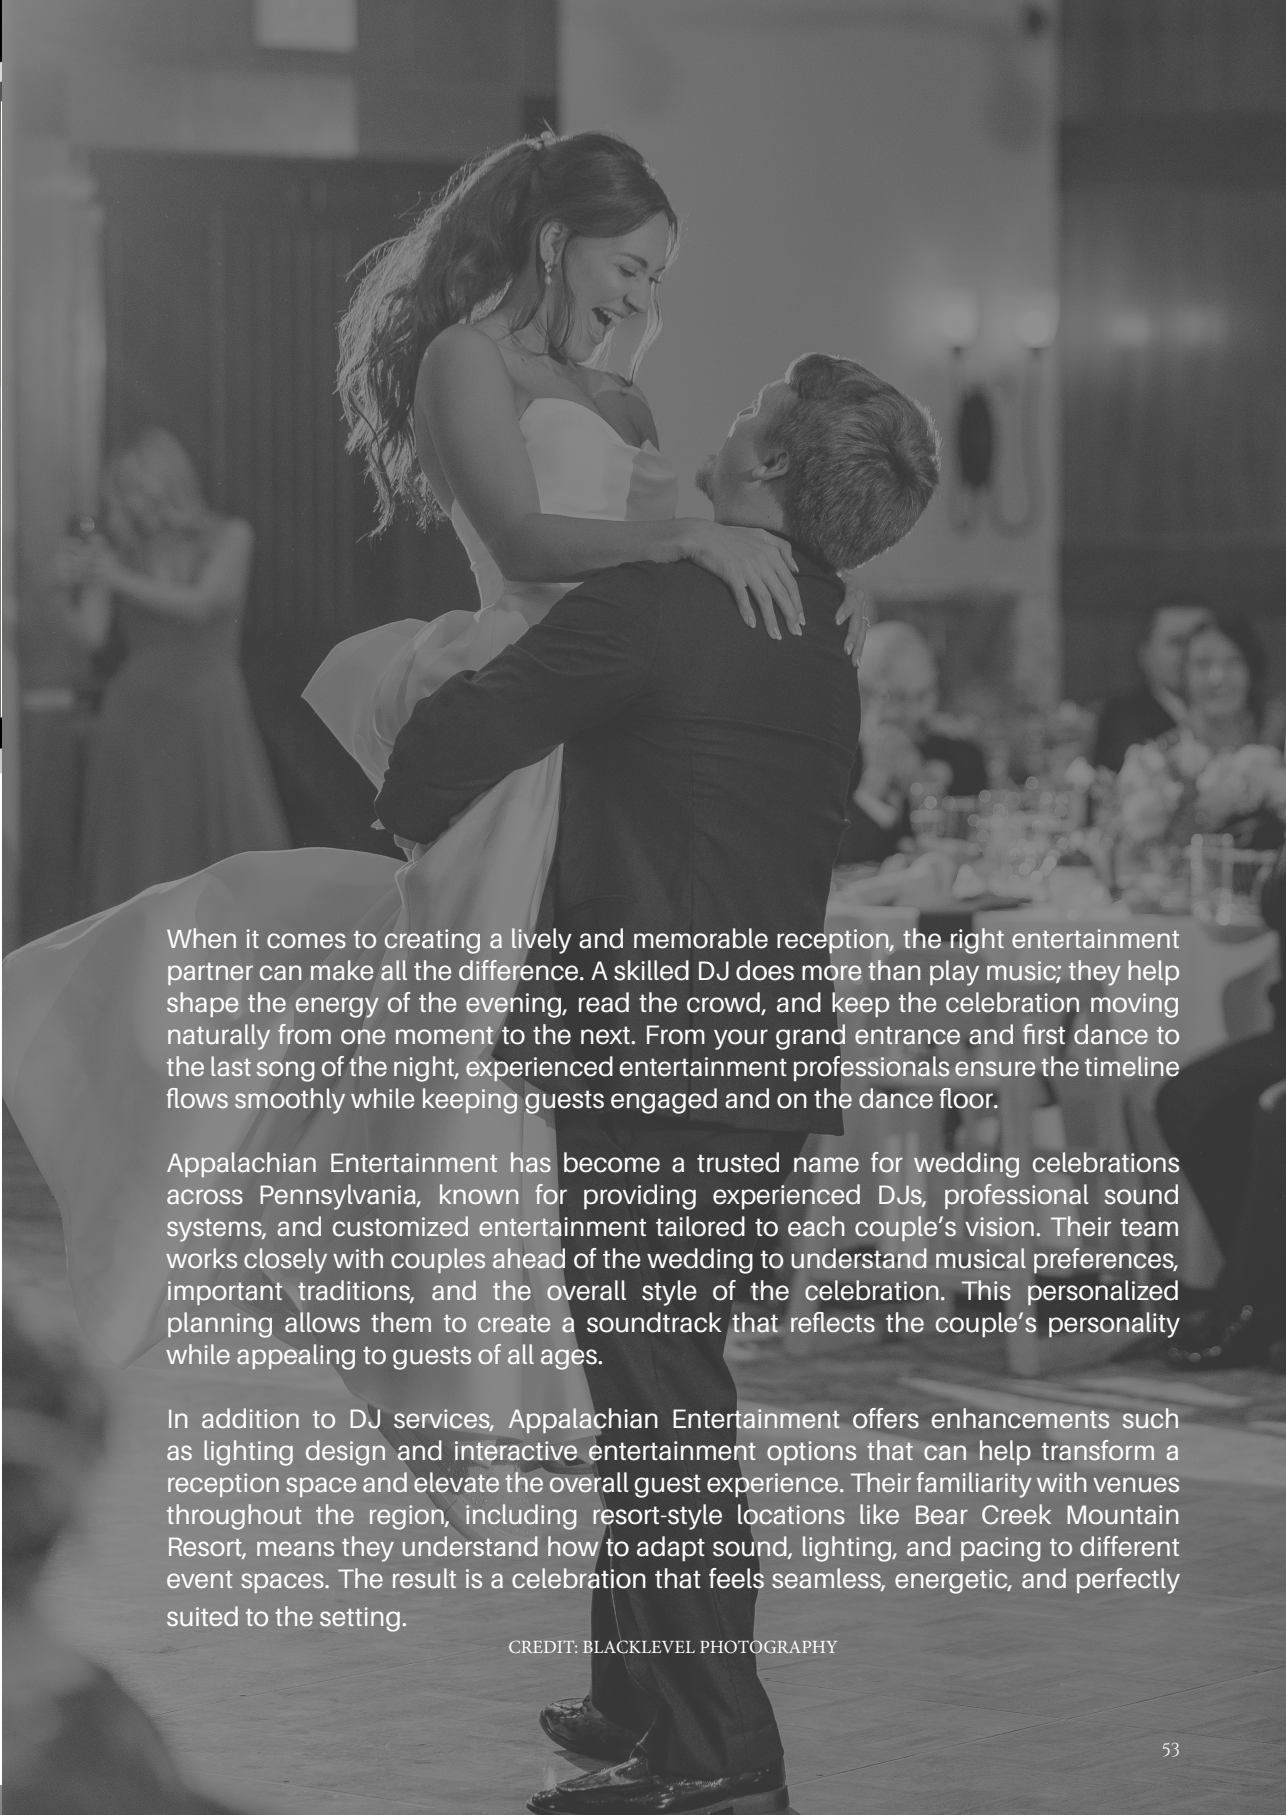 When it comes to creating a lively and memorable reception, the right entertainment
partner can make all the difference. A skilled DJ does more than play music; they help
shape the energy of the evening, read the crowd, and keep the celebration moving
naturally from one moment to the next. From your grand entrance and first dance to
the last song of the night, experienced entertainment professionals ensure the timeline
flows smoothly while keeping guests engaged and on the dance floor.
Appalachian Entertainment has become a trusted name for wedding celebrations
across Pennsylvania, known for providing experienced DJs, professional sound
systems, and customized entertainment tailored to each couple’s vision. Their team
works closely with couples ahead of the wedding to understand musical preferences,
important traditions, and the overall style of the celebration. This personalized
planning allows them to create a soundtrack that reflects the couple’s personality
while appealing to guests of all ages.
In addition to DJ services, Appalachian Entertainment offers enhancements such
as lighting design and interactive entertainment options that can help transform a
reception space and elevate the overall guest experience. Their familiarity with venues
throughout the region, including resort-style locations like Bear Creek Mountain
Resort, means they understand how to adapt sound, lighting, and pacing to different
event spaces. The result is a celebration that feels seamless, energetic, and perfectly
suited to the setting.
CREDIT: BLACKLEVEL PHOTOGRAPHY
53